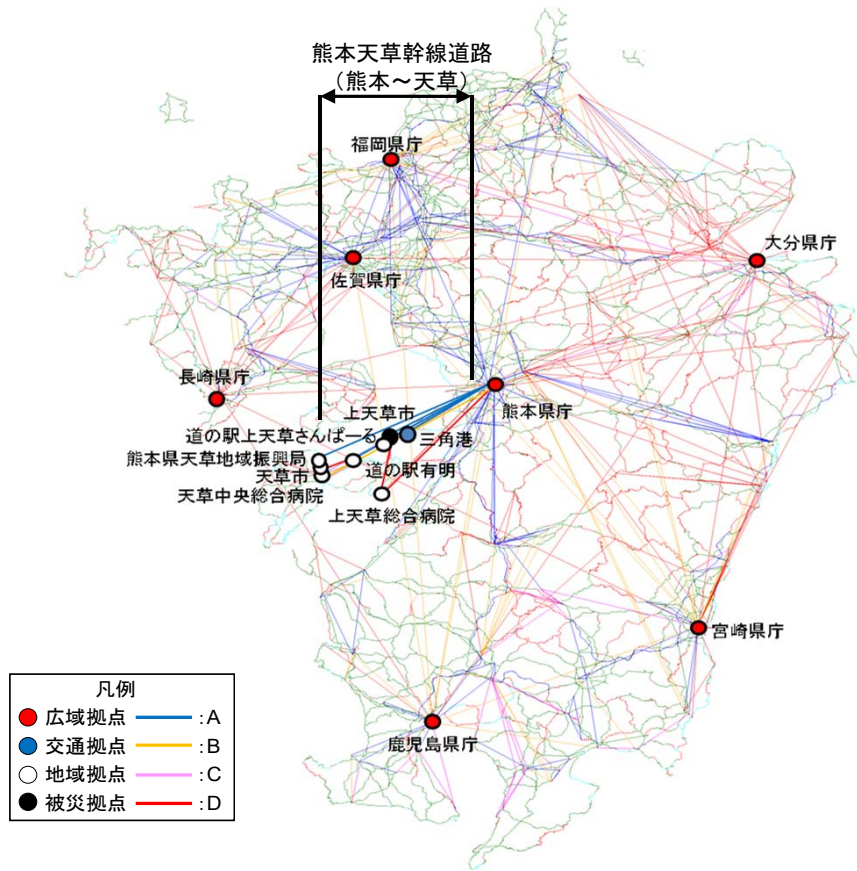 熊本天草幹線道路
(熊本～天草)
福岡県庁
大分県庁
佐賀県庁
長崎県庁
熊本県庁
上天草市
道の駅上天草さんぱーる
三角港
熊本県天草地域振興局
道の駅有明
天草市
天草中央総合病院
上天草総合病院
宮崎県庁
鹿児島県庁
凡例
広域拠点 :A
交通拠点 :B
地域拠点 :C
被災拠点 :D